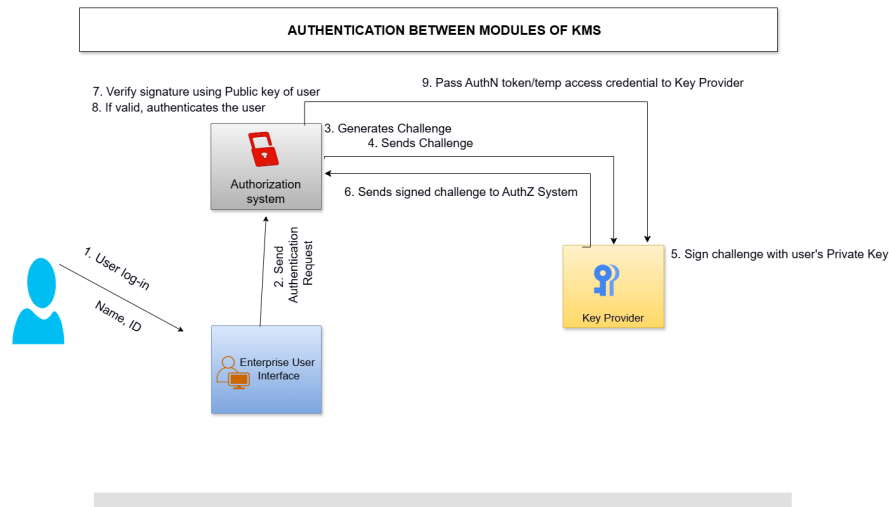 AUTHENTICATION BETWEEN MODULES OF KMS
9. Pass AuthN token/temp access credential to Key Provider
7. Verify signature using Public key of user
8. If valid, authenticates the user
3. Generates Challenge
4. Sends Challenge
Authorization
system
6. Sends signed challenge to AuthZ System
1. User log-in
Name, ID
2. Send
Authentication
Request
5. Sign challenge with user's Private Key
Key Provider
Enterprise User
Interface